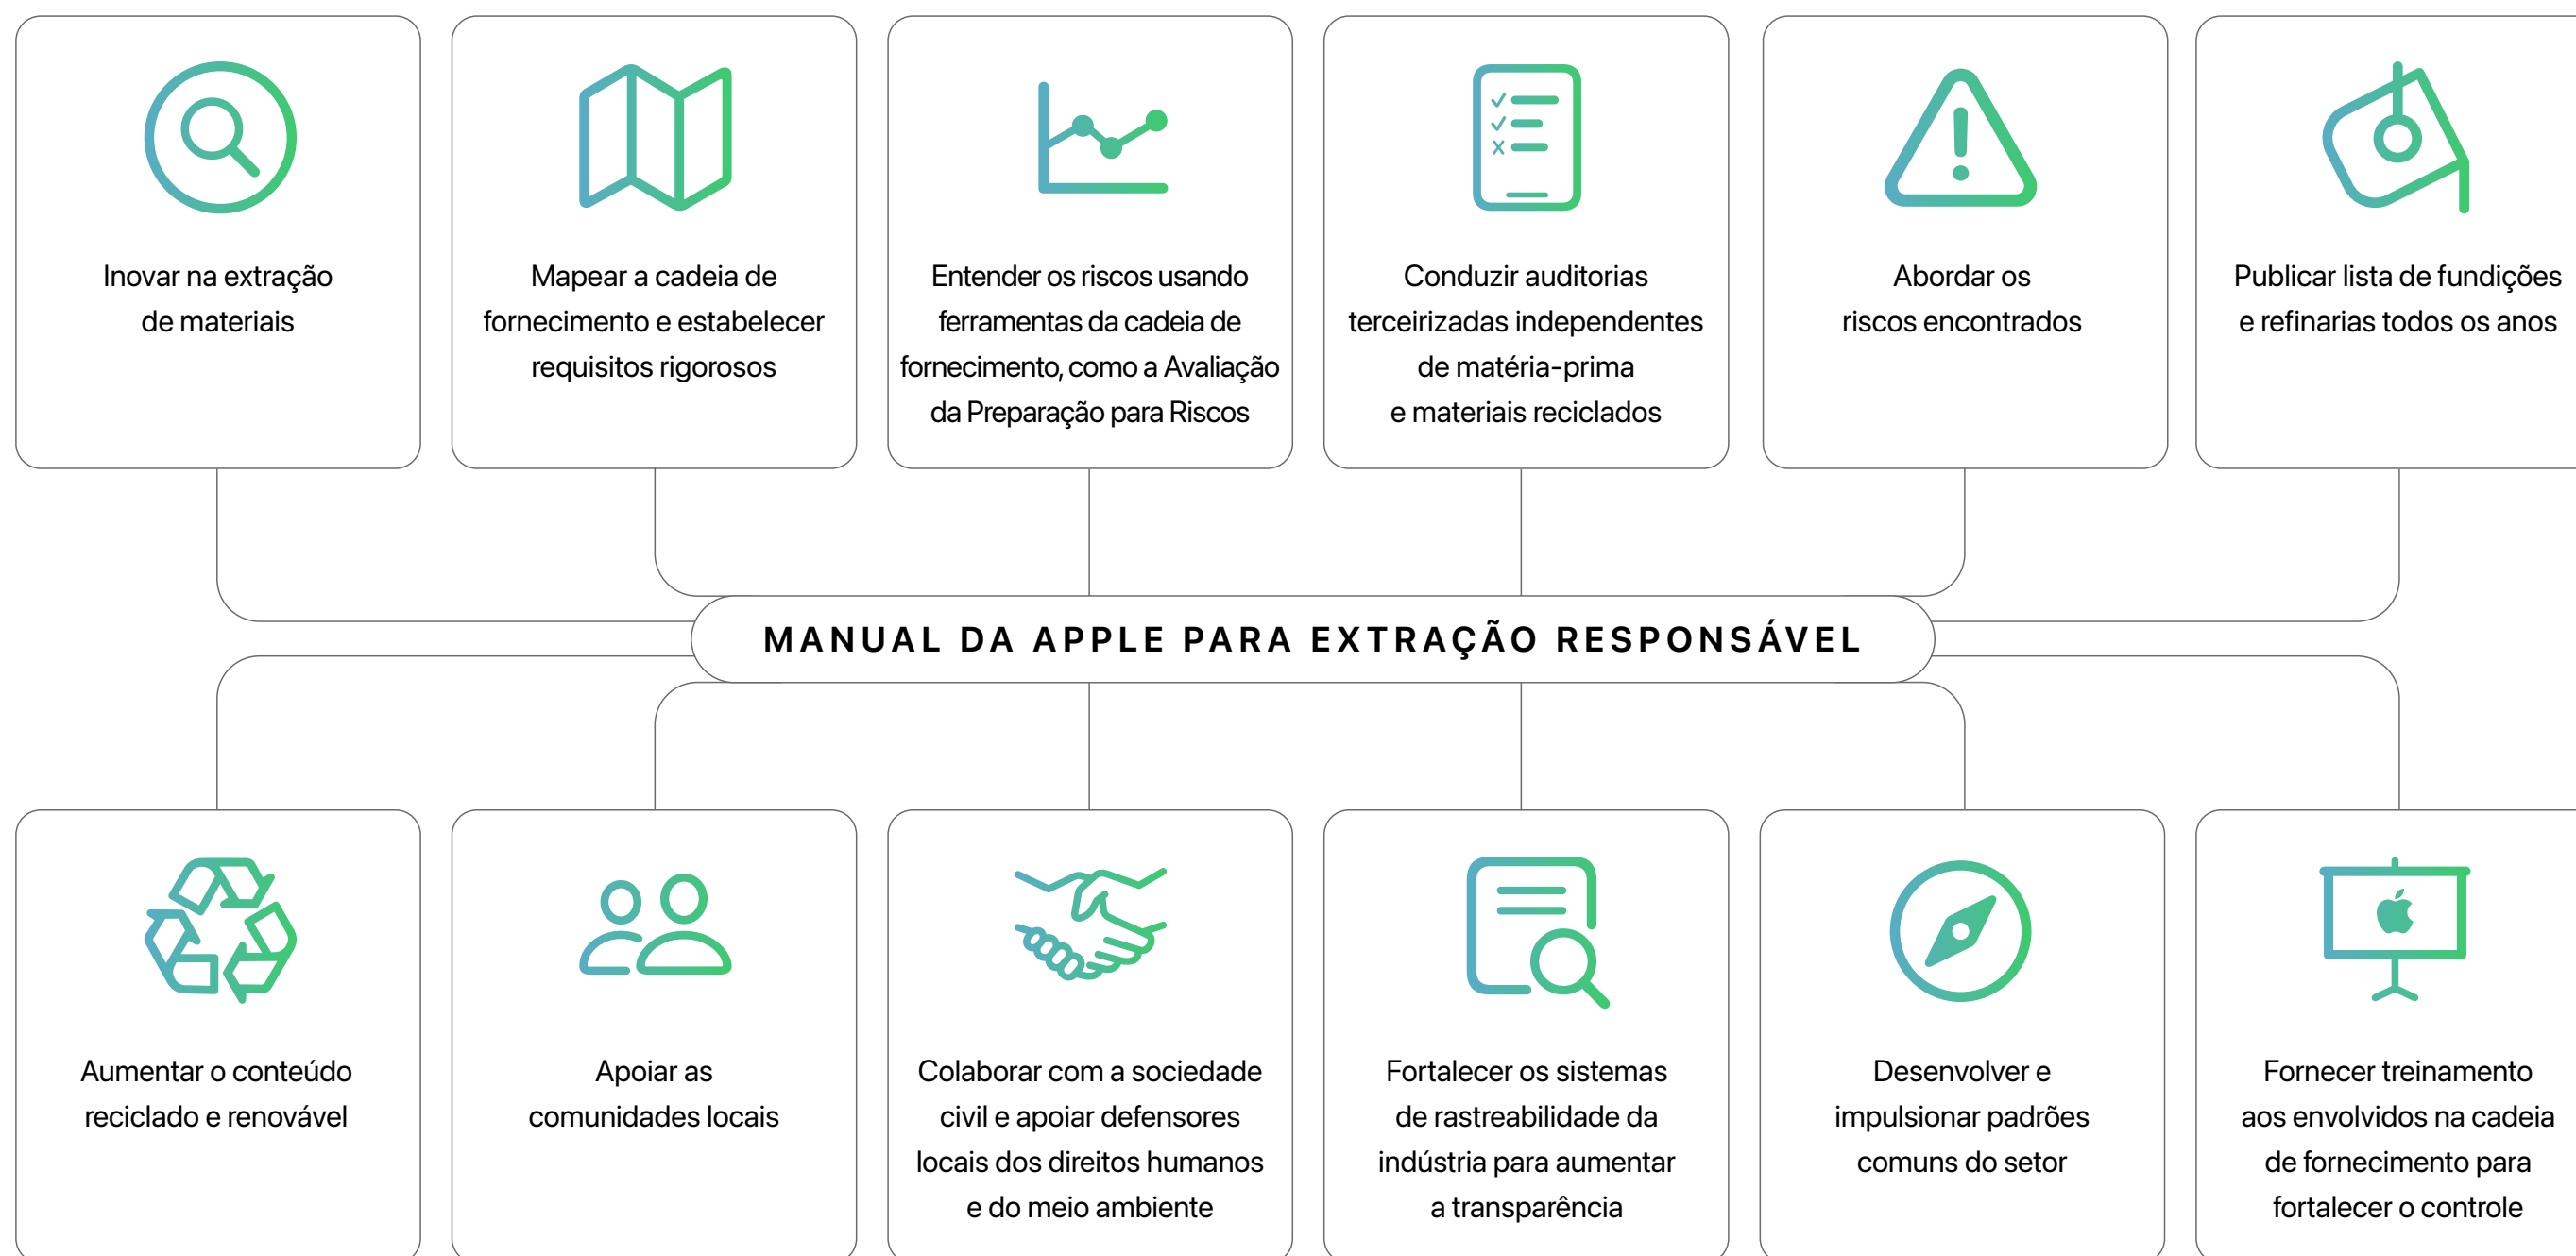 Inovar na extração
de materiais
Mapear a cadeia de
fornecimento e estabelecer
requisitos rigorosos
Entender os riscos usando
ferramentas da cadeia de
fornecimento, como a Avaliação
da Preparação para Riscos
Conduzir auditorias
terceirizadas independentes
de matéria-prima
e materiais reciclados
Abordar os
riscos encontrados
Publicar lista de fundições
e refinarias todos os anos
MANUAL DA APPLE PARA EXTRAÇÃO RESPONSÁVEL
Aumentar o conteúdo
reciclado e renovável
Apoiar as
comunidades locais
Colaborar com a sociedade
civil e apoiar defensores
locais dos direitos humanos
e do meio ambiente
Fortalecer os sistemas
de rastreabilidade da
indústria para aumentar
a transparência
Desenvolver e
impulsionar padrões
comuns do setor
Fornecer treinamento
aos envolvidos na cadeia
de fornecimento para
fortalecer o controle